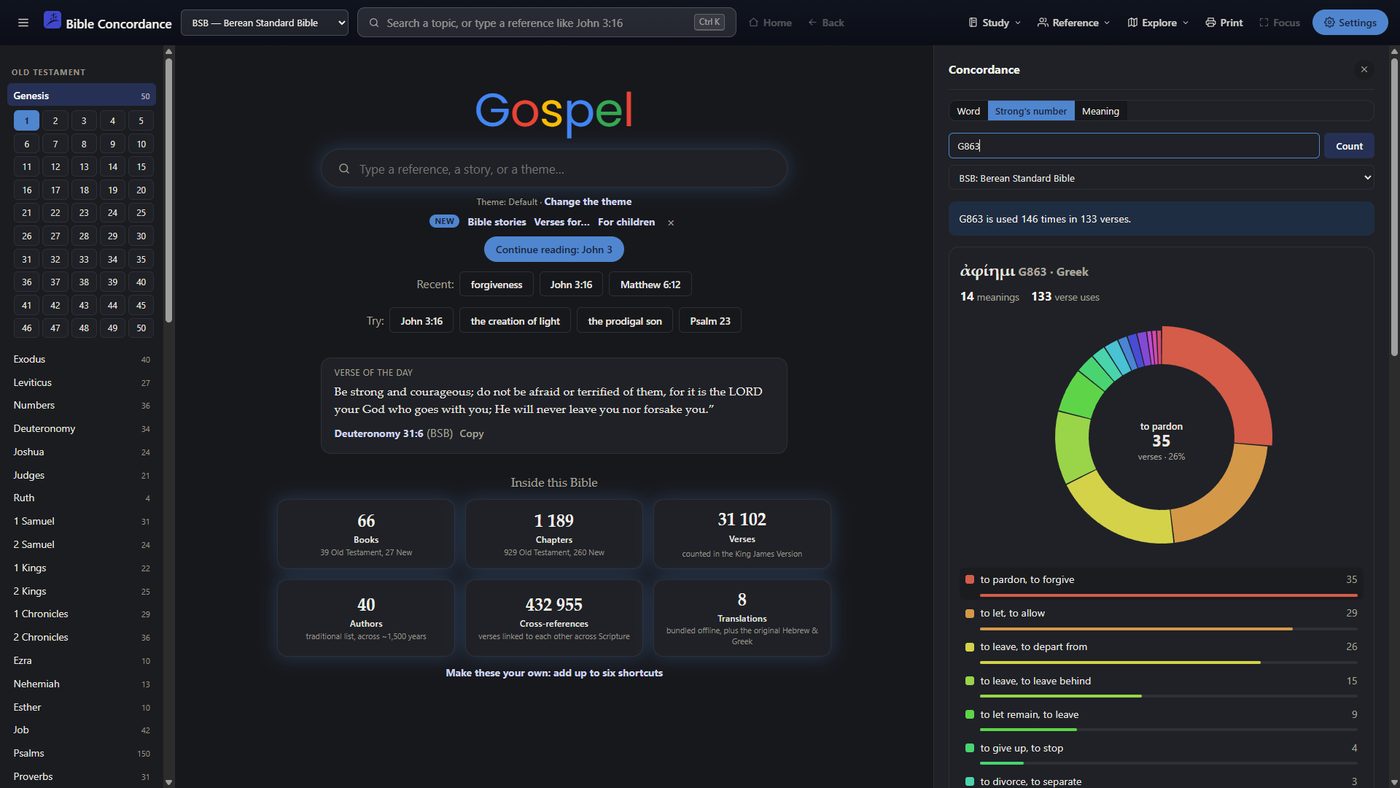 Bible Concordance
BSB — Berean Standard Bible
Search a topic, or type a reference like John 3:16
Ctrl K
Home
Back
Study
Reference
Explore
Print
Focus
Settings
OLD TESTAMENT
Genesis 50
1 2 3 4 5
6 7 8 9 10
11 12 13 14 15
16 17 18 19 20
21 22 23 24 25
26 27 28 29 30
31 32 33 34 35
36 37 38 39 40
41 42 43 44 45
46 47 48 49 50
Exodus 40
Leviticus 27
Numbers 36
Deuteronomy 34
Joshua 24
Judges 21
Ruth 4
1 Samuel 31
2 Samuel 24
1 Kings 22
2 Kings 25
1 Chronicles 29
2 Chronicles 36
Ezra 10
Nehemiah 13
Esther 10
Job 42
Psalms 150
Proverbs 31
Gospel
Type a reference, a story, or a theme...
Theme: Default · Change the theme
NEW Bible stories Verses for... For children ×
Continue reading: John 3
Recent: forgiveness John 3:16 Matthew 6:12
Try: John 3:16 the creation of light the prodigal son Psalm 23
VERSE OF THE DAY
Be strong and courageous; do not be afraid or terrified of them, for it is the LORD
your God who goes with you; He will never leave you nor forsake you.”
Deuteronomy 31:6 (BSB) Copy
Inside this Bible
66
Books
39 Old Testament, 27 New
1 189
Chapters
929 Old Testament, 260 New
31 102
Verses
counted in the King James Version
40
Authors
traditional list, across ~1,500 years
432 955
Cross-references
verses linked to each other across Scripture
8
Translations
bundled offline, plus the original Hebrew &
Greek
Make these your own: add up to six shortcuts
Concordance ×
Word Strong's number Meaning
G863 Count
BSB: Berean Standard Bible
G863 is used 146 times in 133 verses.
ἀφίημι G863 · Greek
14 meanings 133 verse uses
to pardon
35
verses · 26%
to pardon, to forgive 35
to let, to allow 29
to leave, to depart from 26
to leave, to leave behind 15
to let remain, to leave 9
to give up, to stop 4
to divorce, to separate 3